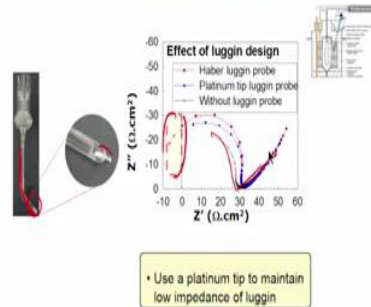 Effect of luggin design
Haber luggin probe
Platinum tip luggin probe
Without luggin probe
-60
-50
-40
-30
-20
-10
0
-10 0 10 20 30 40 50 60
Z" (Ω.cm²)
Z' (Ω.cm²)
• Use a platinum tip to maintain
low impedance of luggin